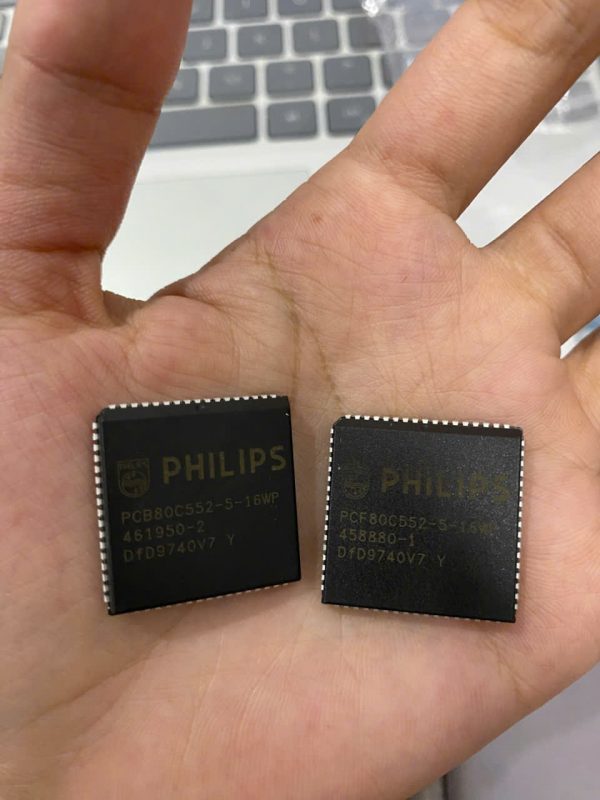 PHILIPS
PCB80C552-5-16WP
461950-2
DfD9740V7 Y
PHILIPS
PCF80C552-5-16WP
458880-1
DfD9740V7 Y